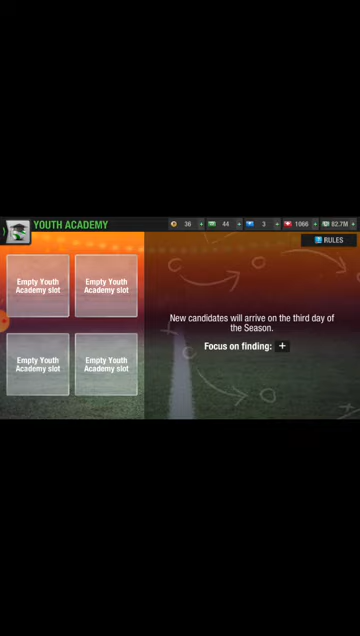 YOUTH ACADEMY
36 + 44 + 3 + 1066 + 82.7M +
? RULES
Empty Youth Academy slot
Empty Youth Academy slot
Empty Youth Academy slot
Empty Youth Academy slot
New candidates will arrive on the third day of
the Season.
Focus on finding: +